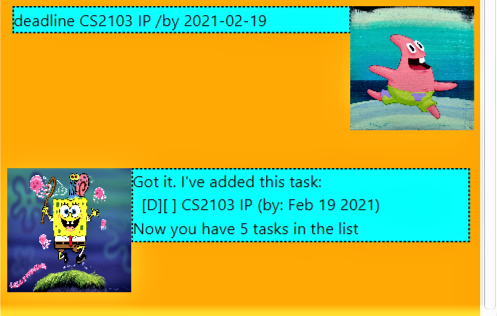 deadline CS2103 IP /by 2021-02-19
Got it. I've added this task:
[D][ ] CS2103 IP (by: Feb 19 2021)
Now you have 5 tasks in the list